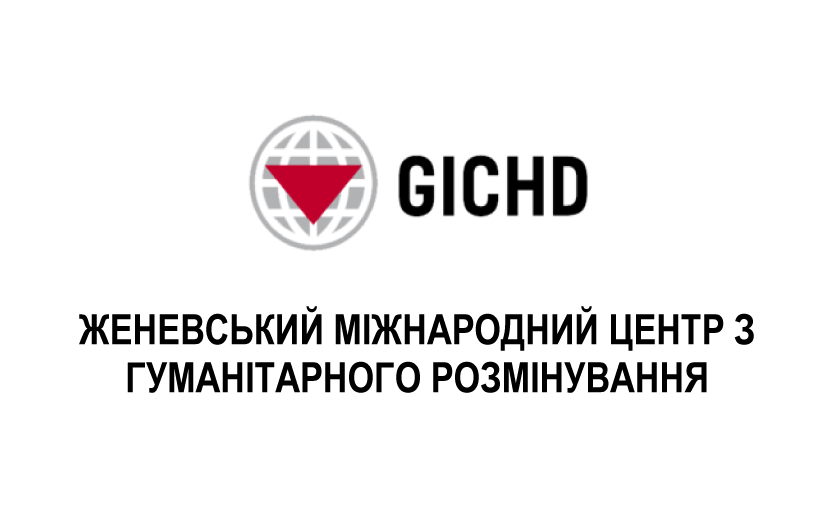 GICHD
ЖЕНЕВСЬКИЙ МІЖНАРОДНИЙ ЦЕНТР З
ГУМАНІТАРНОГО РОЗМІНУВАННЯ